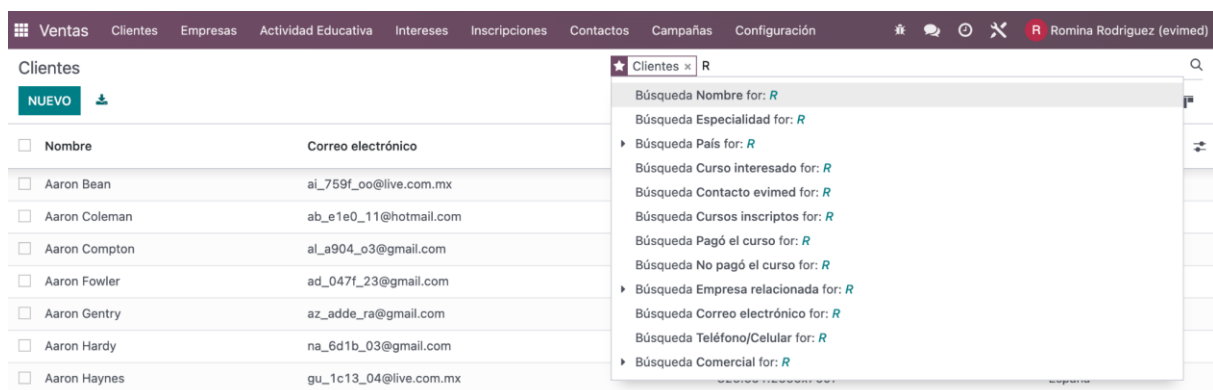 Ventas Clientes Empresas Actividad Educativa Intereses Inscripciones Contactos Campañas Configuración R Romina Rodriguez (evimed)
Clientes
Clientes × R
NUEVO
Búsqueda Nombre for: R
Búsqueda Especialidad for: R
Búsqueda País for: R
Búsqueda Curso interesado for: R
Búsqueda Contacto evimed for: R
Búsqueda Cursos inscriptos for: R
Búsqueda Pagó el curso for: R
Búsqueda No pagó el curso for: R
Búsqueda Empresa relacionada for: R
Búsqueda Correo electrónico for: R
Búsqueda Teléfono/Celular for: R
Búsqueda Comercial for: R
Nombre Correo electrónico
Aaron Bean ai_759f_oo@live.com.mx
Aaron Coleman ab_e1e0_11@hotmail.com
Aaron Compton al_a904_o3@gmail.com
Aaron Fowler ad_047f_23@gmail.com
Aaron Gentry az_adde_ra@gmail.com
Aaron Hardy na_6d1b_03@gmail.com
Aaron Haynes gu_1c13_04@live.com.mx España